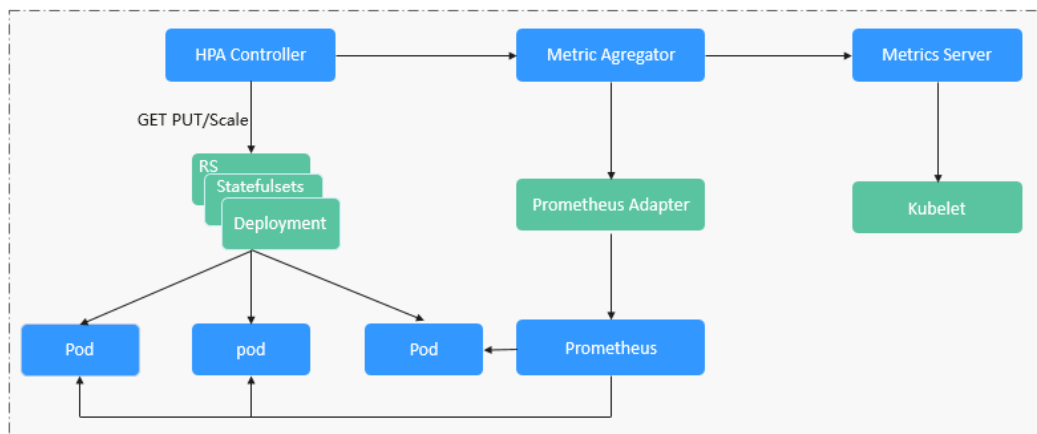 HPA Controller
Metric Agregator
Metrics Server
GET PUT/Scale
RS
Statefulsets
Deployment
Prometheus Adapter
Kubelet
Pod
pod
Pod
Prometheus